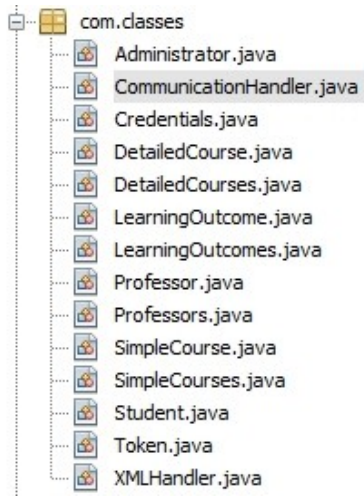 com.classes
Administrator.java
CommunicationHandler.java
Credentials.java
DetailedCourse.java
DetailedCourses.java
LearningOutcome.java
LearningOutcomes.java
Professor.java
Professors.java
SimpleCourse.java
SimpleCourses.java
Student.java
Token.java
XMLHandler.java